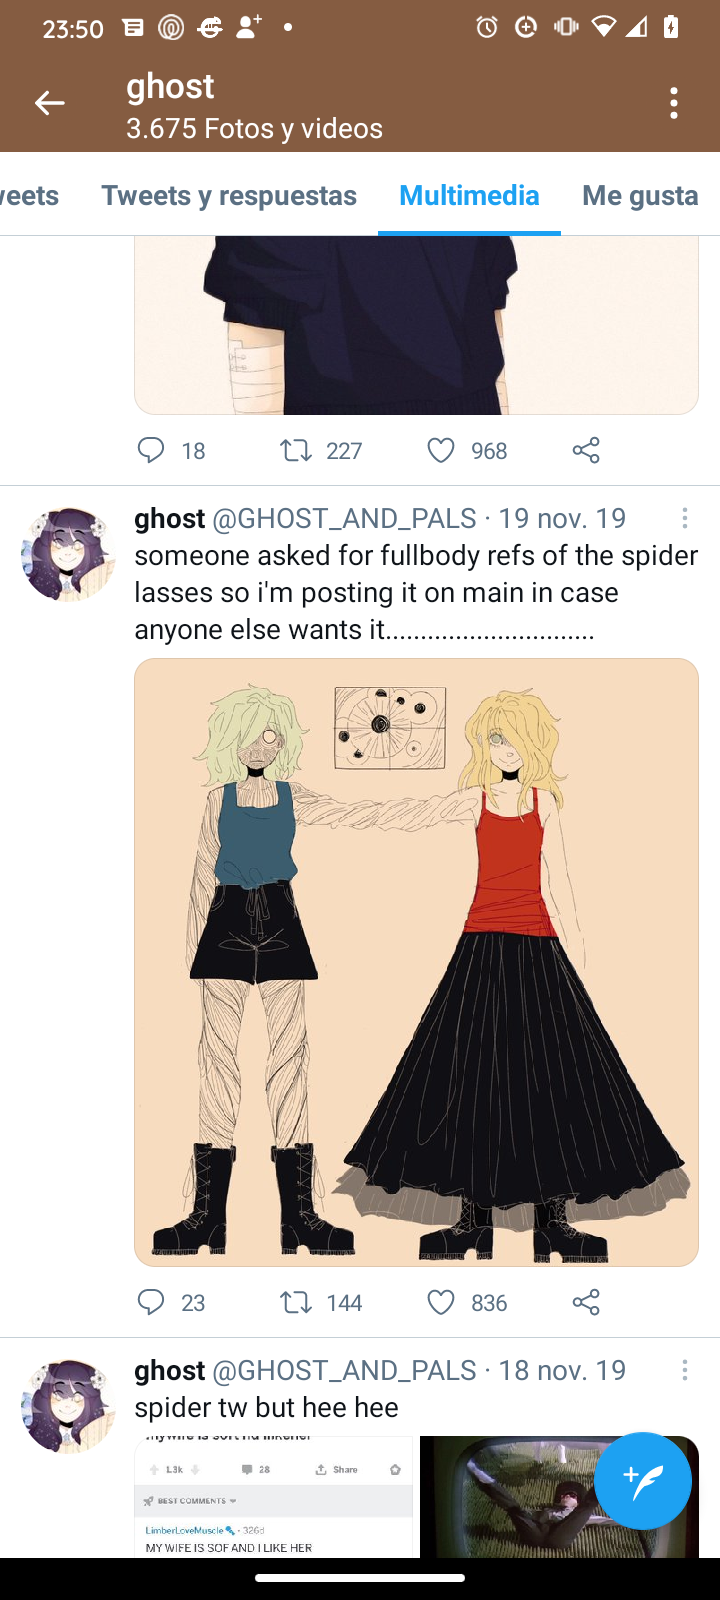 23:50
ghost
3.675 Fotos y videos
weets
Tweets y respuestas
Multimedia
Me gusta
18
227
968
ghost @GHOST_AND_PALS · 19 nov. 19
someone asked for fullbody refs of the spider
lasses so i'm posting it on main in case
anyone else wants it..............................
23
144
836
ghost @GHOST_AND_PALS · 18 nov. 19
spider tw but hee hee
1.3k
28
Share
BEST COMMENTS
LimberLoveMuscle · 326d
MY WIFE IS SOF AND I LIKE HER